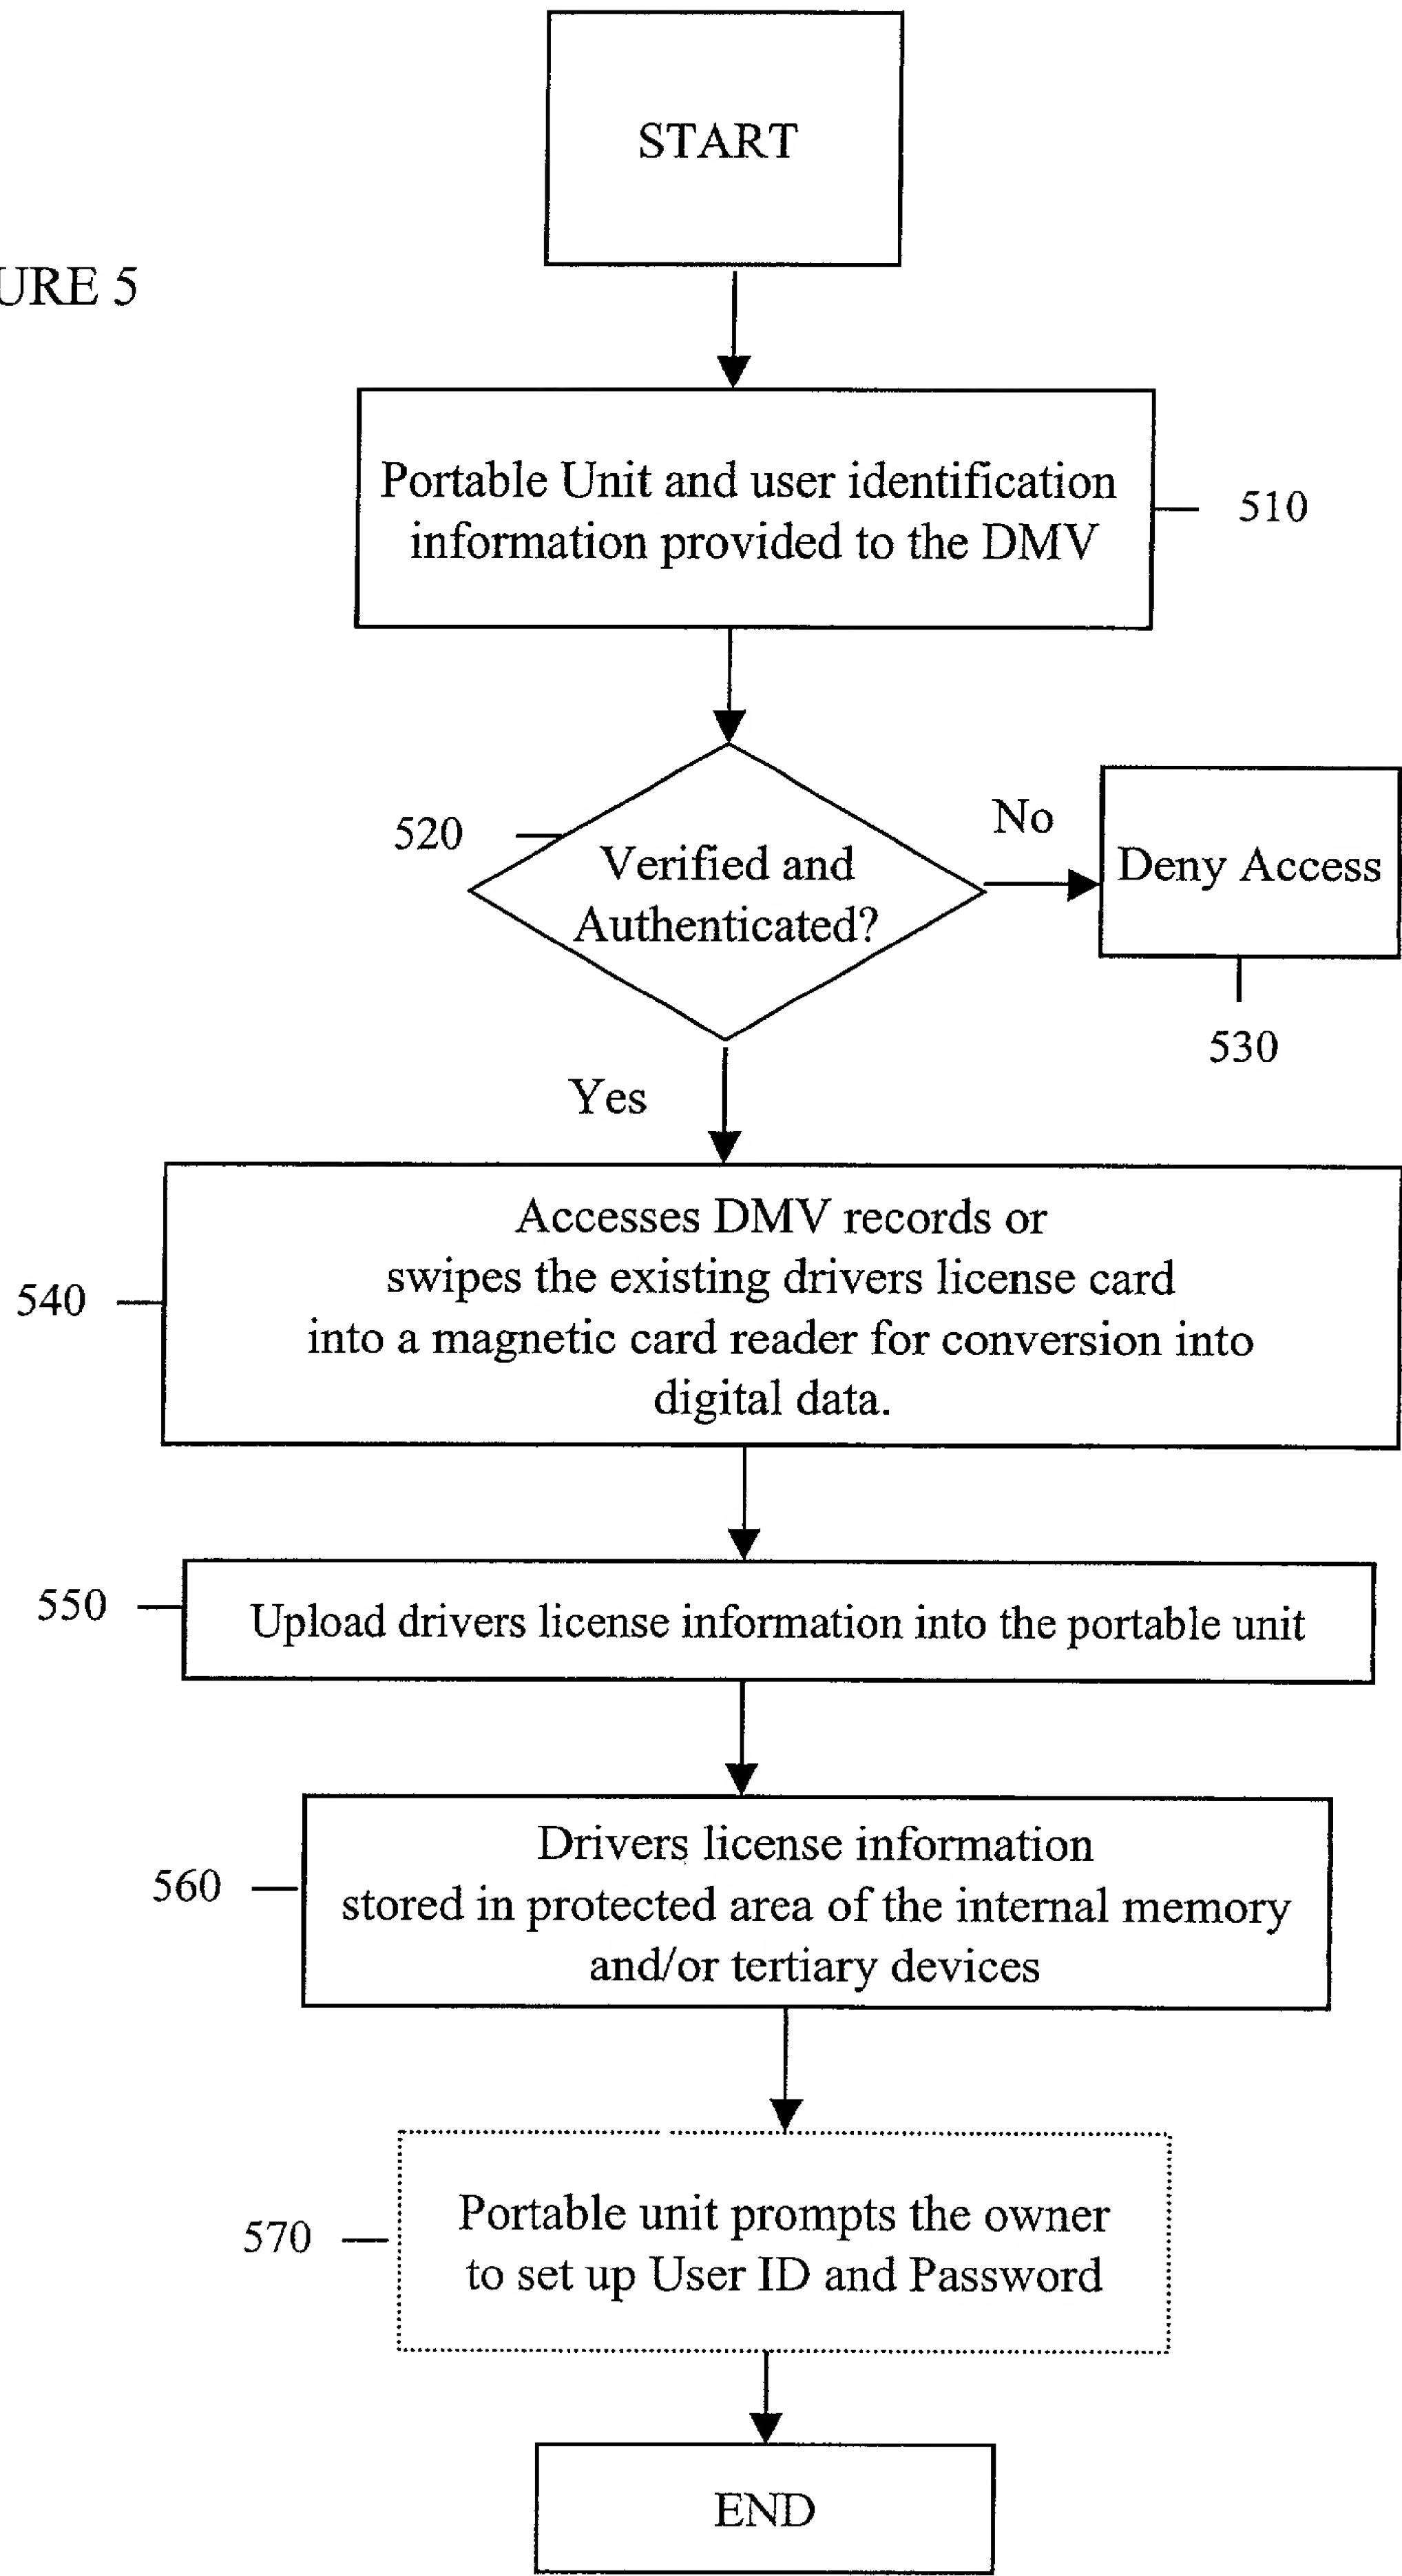 START
URE 5
Portable Unit and user identification
information provided to the DMV
510
520
Verified and
Authenticated?
No
Deny Access
530
Yes
540
Accesses DMV records or
swipes the existing drivers license card
into a magnetic card reader for conversion into
digital data.
550
Upload drivers license information into the portable unit
560
Drivers license information
stored in protected area of the internal memory
and/or tertiary devices
570
Portable unit prompts the owner
to set up User ID and Password
END